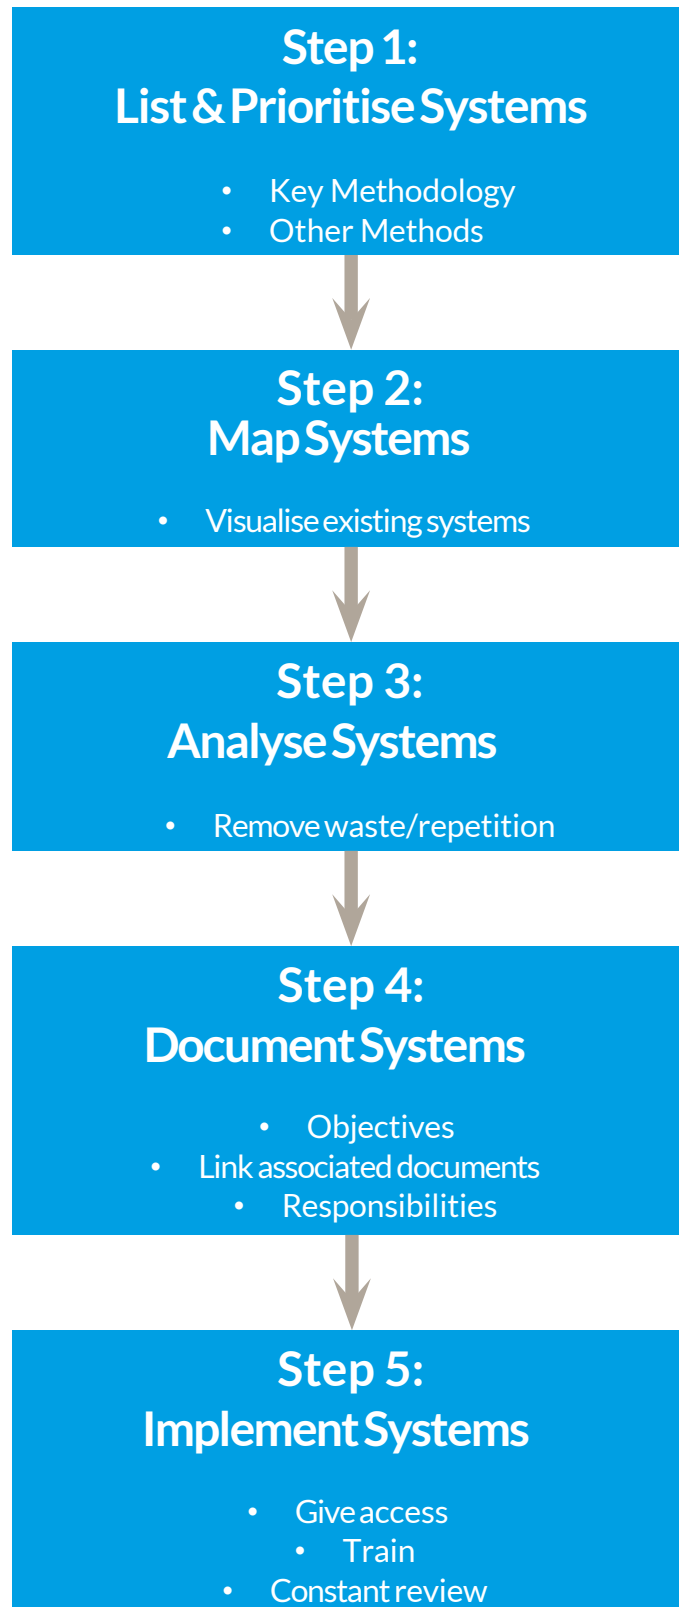 Step 1:
List & Prioritise Systems
• Key Methodology
• Other Methods
Step 2:
Map Systems
• Visualise existing systems
Step 3:
Analyse Systems
• Remove waste/repetition
Step 4:
Document Systems
• Objectives
• Link associated documents
• Responsibilities
Step 5:
Implement Systems
• Give access
• Train
• Constant review